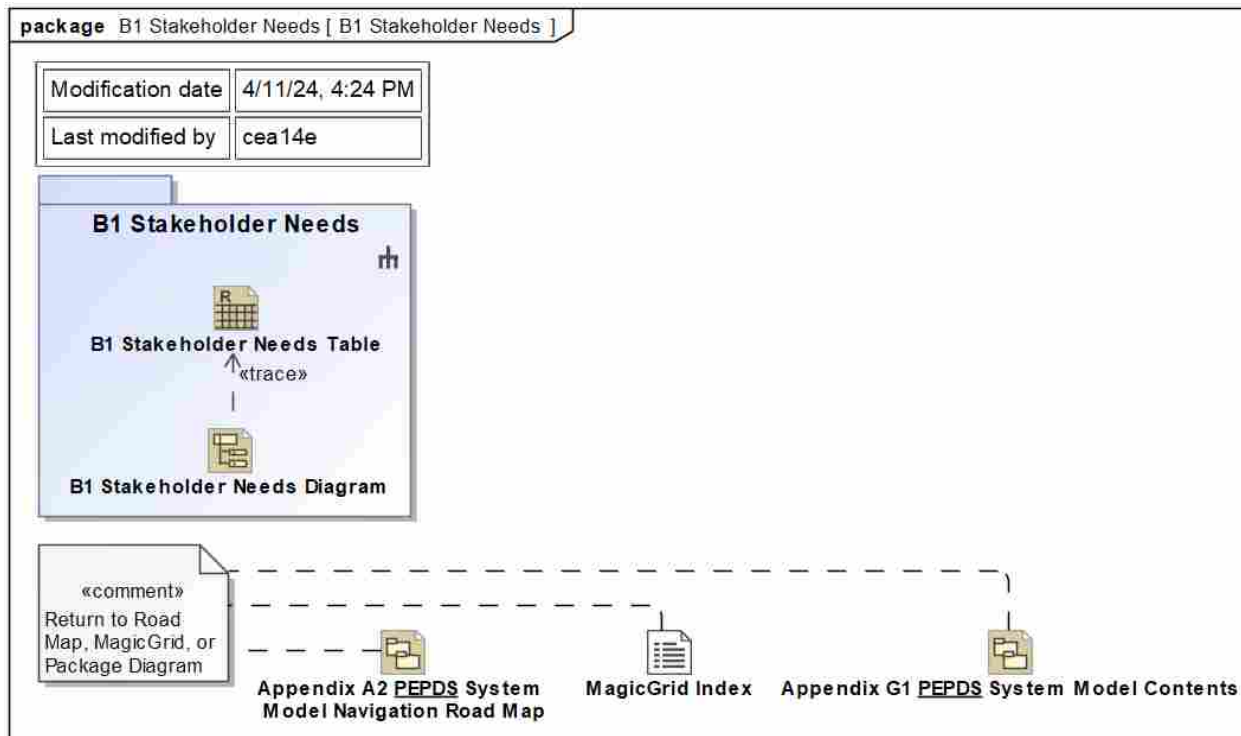 package B1 Stakeholder Needs [ B1 Stakeholder Needs ]
Modification date 4/11/24, 4:24 PM
Last modified by cea14e
B1 Stakeholder Needs
R
B1 Stakeholder Needs Table
«trace»
B1 Stakeholder Needs Diagram
«comment»
Return to Road
Map, MagicGrid, or
Package Diagram
Appendix A2 PEPDS System
Model Navigation Road Map
MagicGrid Index
Appendix G1 PEPDS System Model Contents